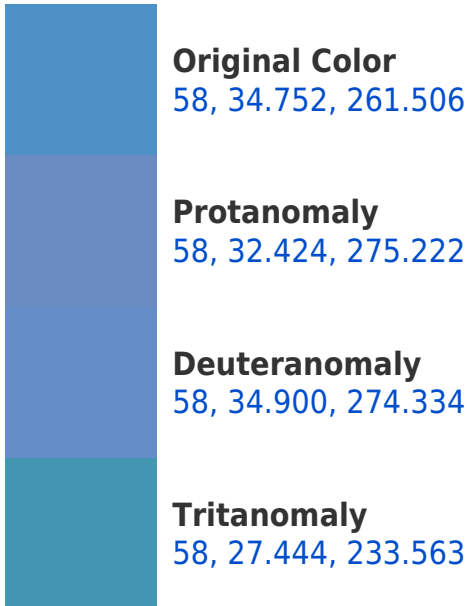 Original Color
58, 34.752, 261.506
Protanomaly
58, 32.424, 275.222
Deuteranomaly
58, 34.900, 274.334
Tritanomaly
58, 27.444, 233.563